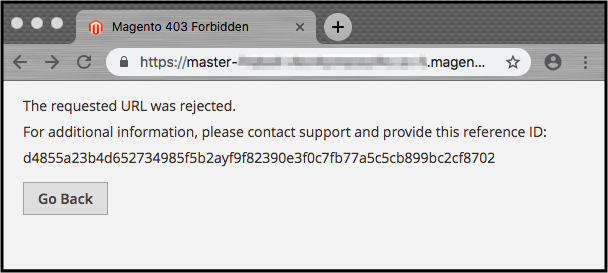 Magento 403 Forbidden
https://master- .magen...
The requested URL was rejected.
For additional information, please contact support and provide this reference ID:
d4855a23b4d652734985f5b2ayf9f82390e3f0c7fb77a5c5cb899bc2cf8702
Go Back